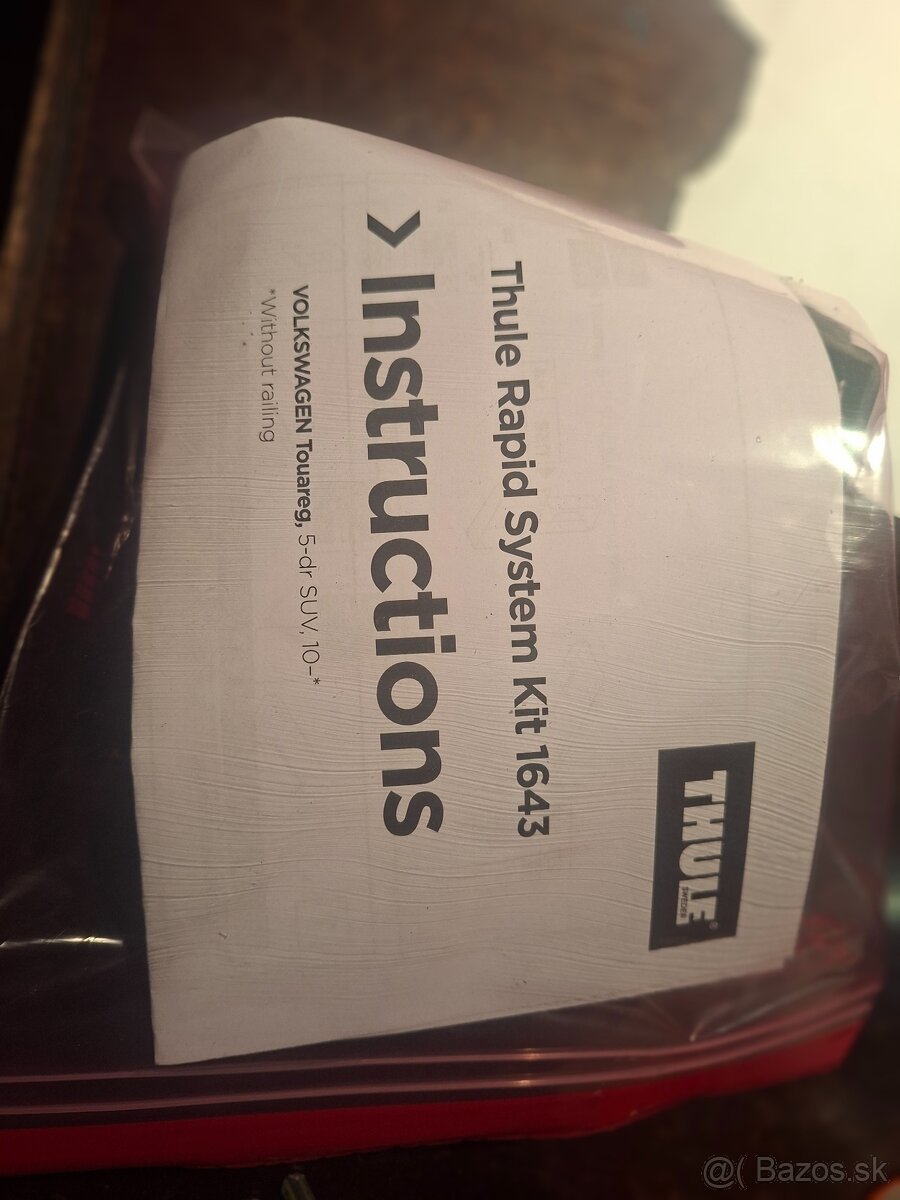 THULE®
SWEDEN
Thule Rapid System Kit 1643
> Instructions
VOLKSWAGEN Touareg, 5-dr SUV, 10–*
*Without railing
@( Bazos.sk